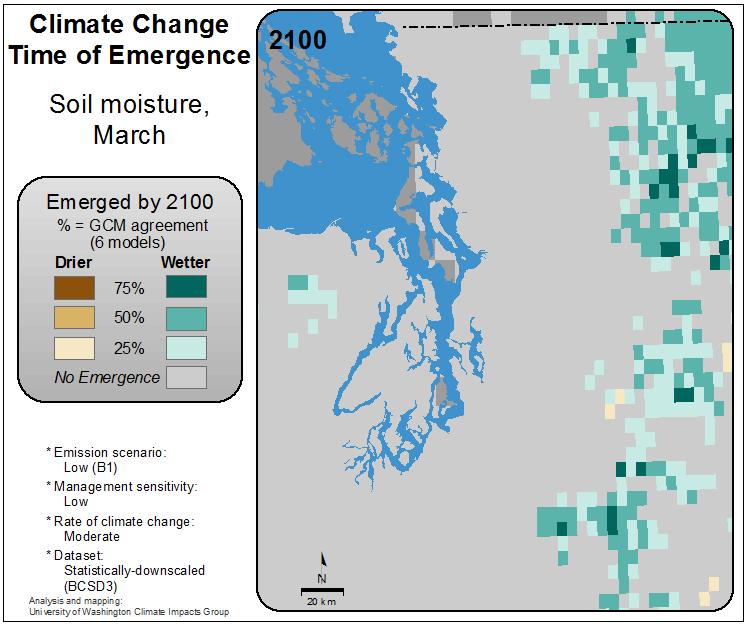 Climate Change
Time of Emergence
Soil moisture,
March
Emerged by 2100
% = GCM agreement
(6 models)
Drier Wetter
75%
50%
25%
No Emergence
* Emission scenario:
Low (B1)
* Management sensitivity:
Low
* Rate of climate change:
Moderate
* Dataset:
Statistically-downscaled
(BCSD3)
Analysis and mapping:
University of Washington Climate Impacts Group
2100
N
20 km